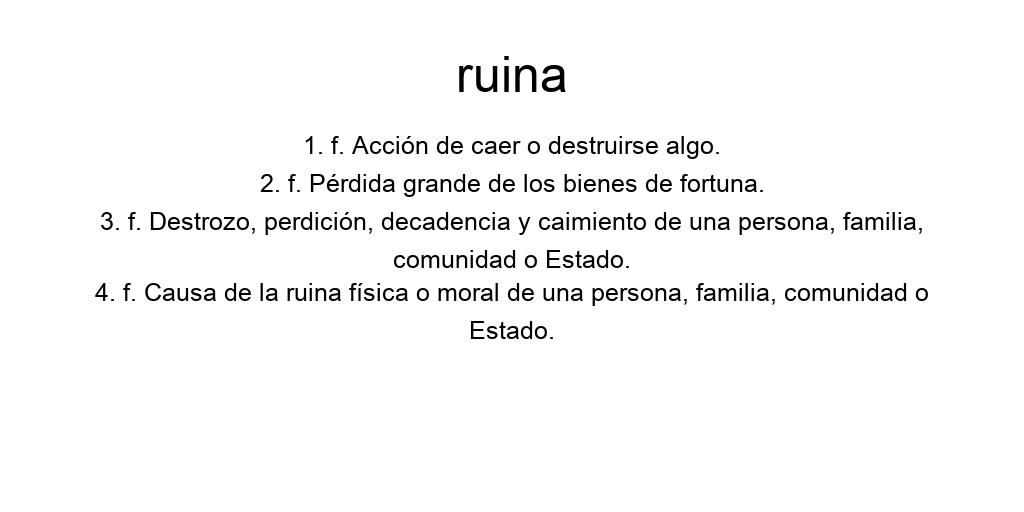 ruina
1. f. Acción de caer o destruirse algo.
2. f. Pérdida grande de los bienes de fortuna.
3. f. Destrozo, perdición, decadencia y caimiento de una persona, familia,
comunidad o Estado.
4. f. Causa de la ruina física o moral de una persona, familia, comunidad o
Estado.